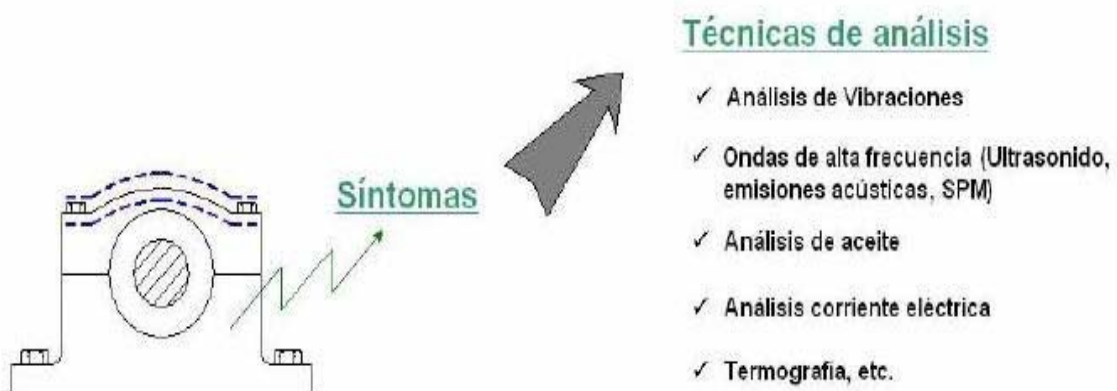 Técnicas de análisis
✓ Análisis de Vibraciones
✓ Ondas de alta frecuencia (Ultrasonido,
emisiones acústicas, SPM)
✓ Análisis de aceite
✓ Análisis corriente eléctrica
✓ Termografia, etc.
Síntomas